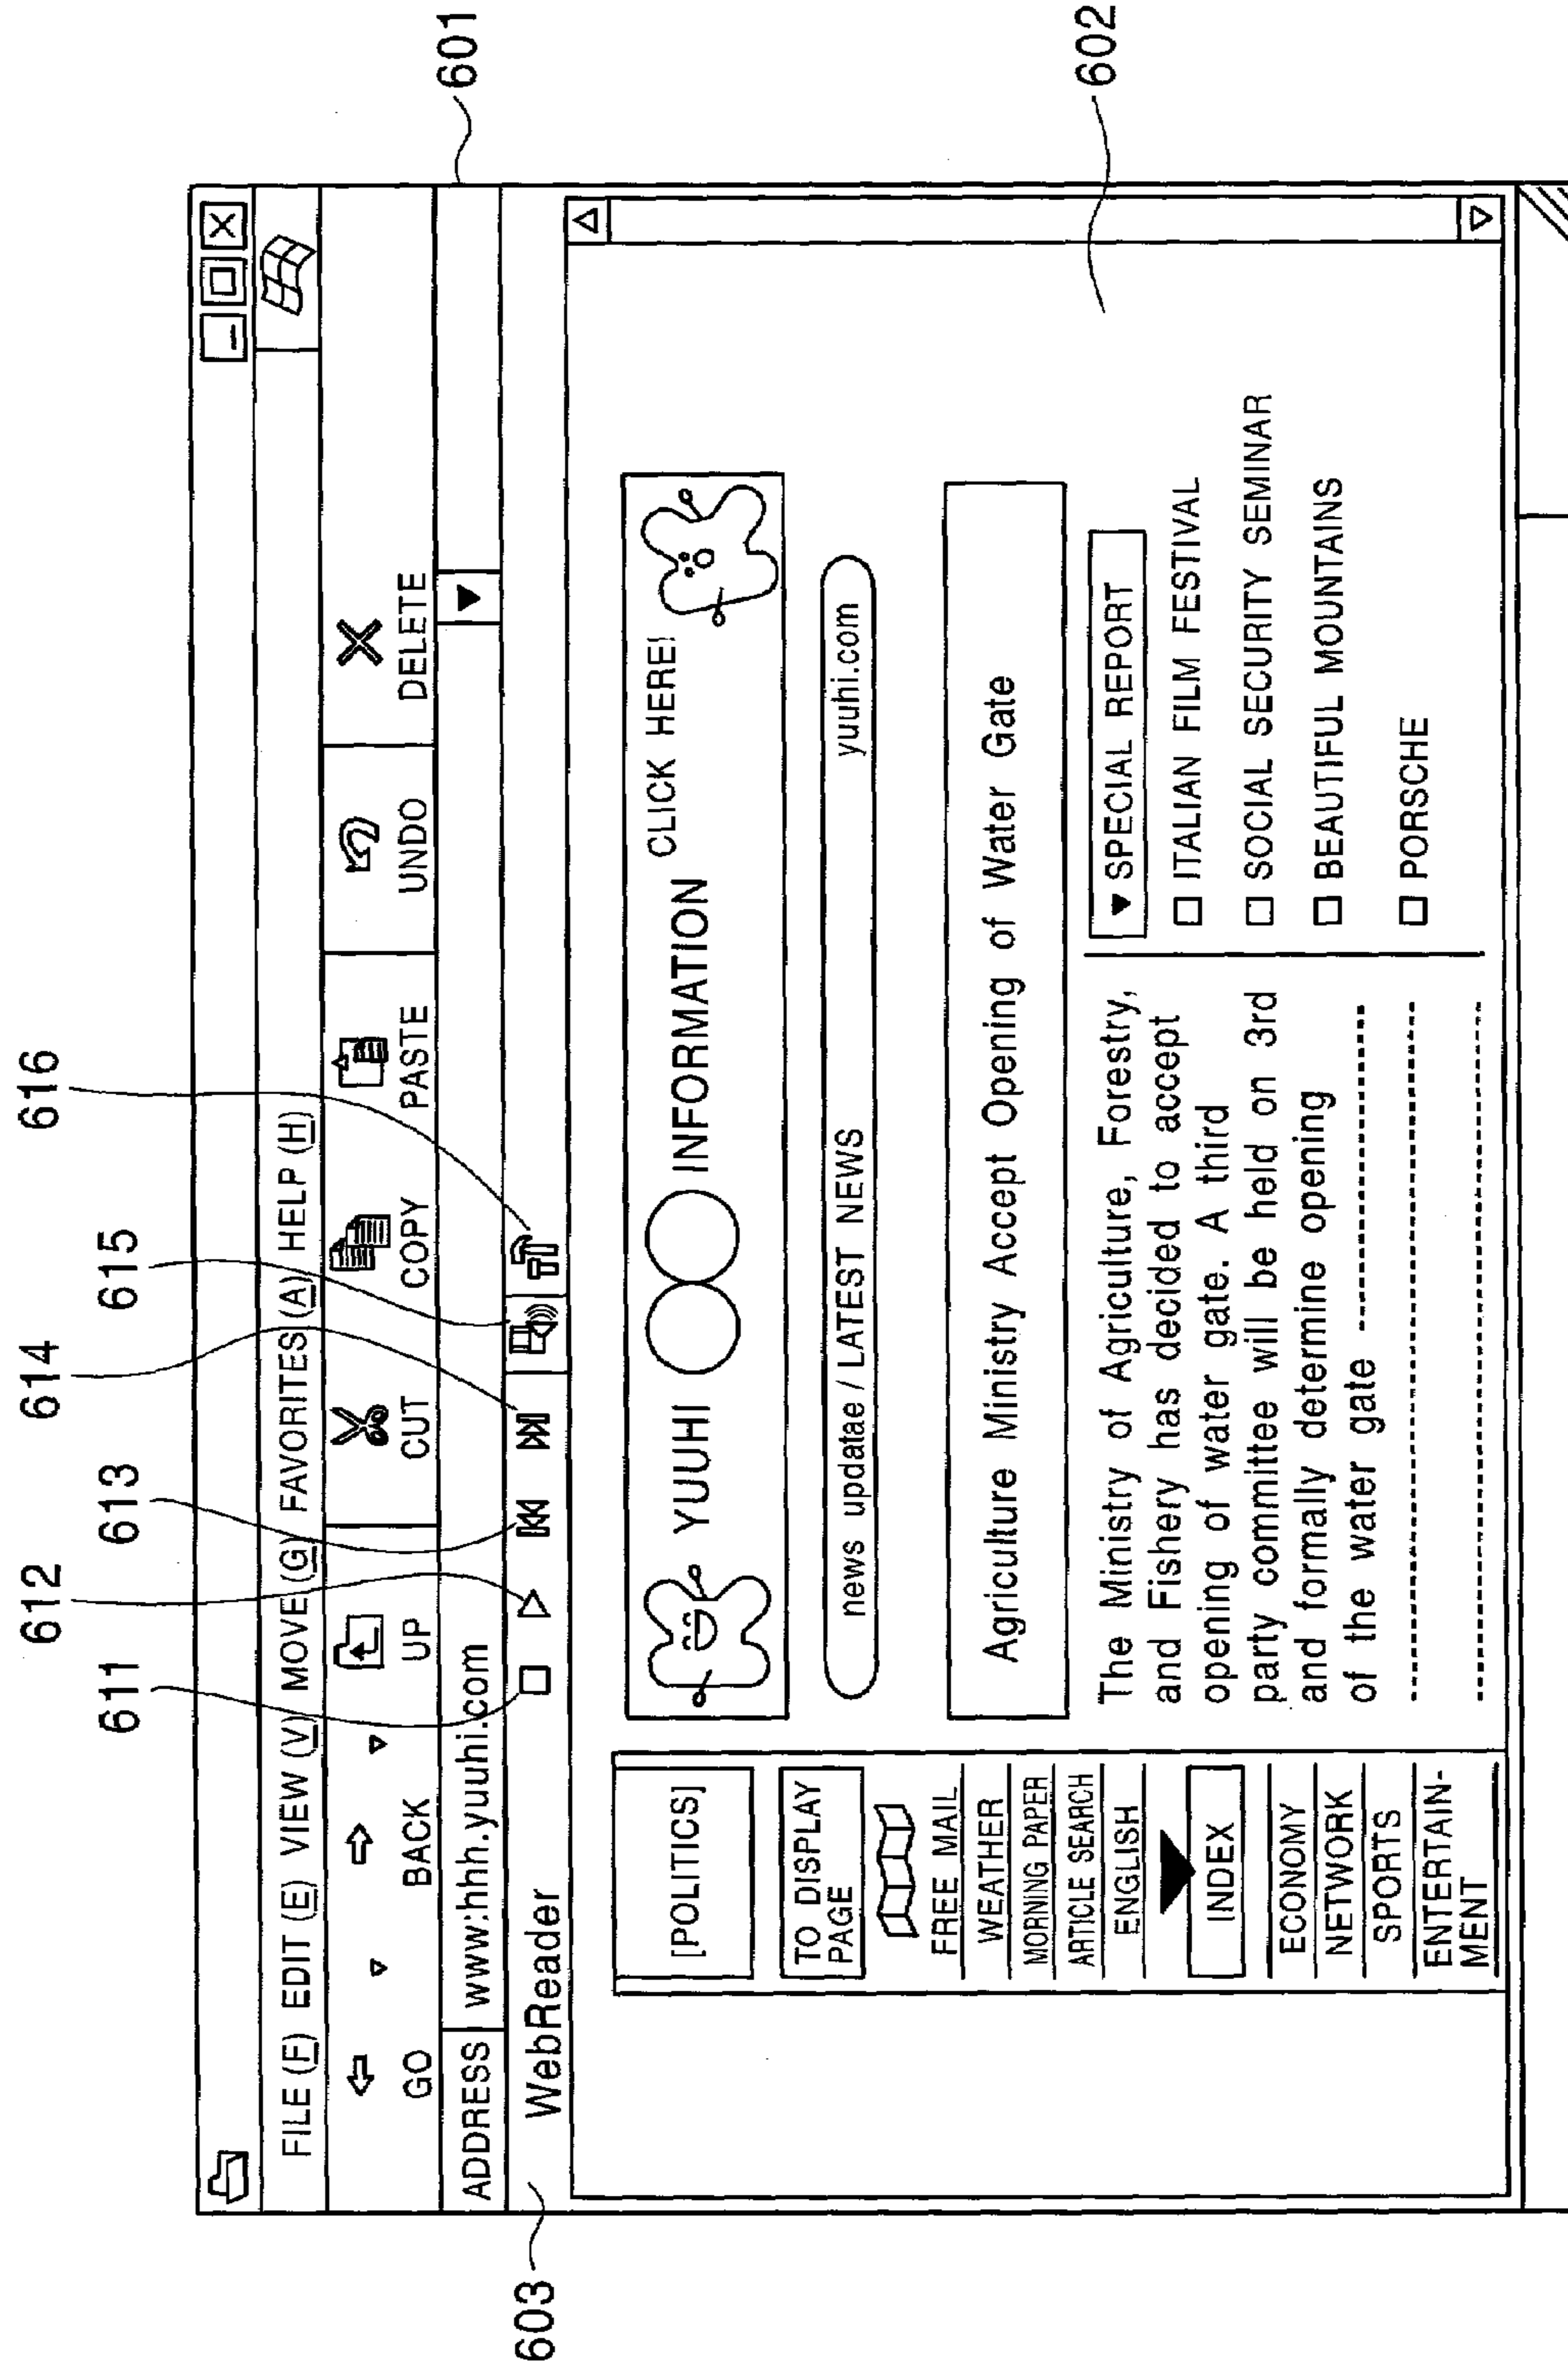 616
615
614
613
612
611
FILE (F) EDIT (E) VIEW (V) MOVE (G) FAVORITES (A) HELP (H)
GO BACK UP CUT COPY PASTE UNDO DELETE
ADDRESS www.hhh.yuuhi.com
601
603
WebReader
[POLITICS]
TO DISPLAY
PAGE
FREE MAIL
WEATHER
MORNING PAPER
ARTICLE SEARCH
ENGLISH
INDEX
ECONOMY
NETWORK
SPORTS
ENTERTAIN-
MENT
YUUHI INFORMATION CLICK HERE!
news updatae / LATEST NEWS yuuhi.com
Agriculture Ministry Accept Opening of Water Gate
The Ministry of Agriculture, Forestry,
and Fishery has decided to accept
opening of water gate. A third
party committee will be held on 3rd
and formally determine opening
of the water gate
▼ SPECIAL REPORT
□ ITALIAN FILM FESTIVAL
□ SOCIAL SECURITY SEMINAR
□ BEAUTIFUL MOUNTAINS
□ PORSCHE
602